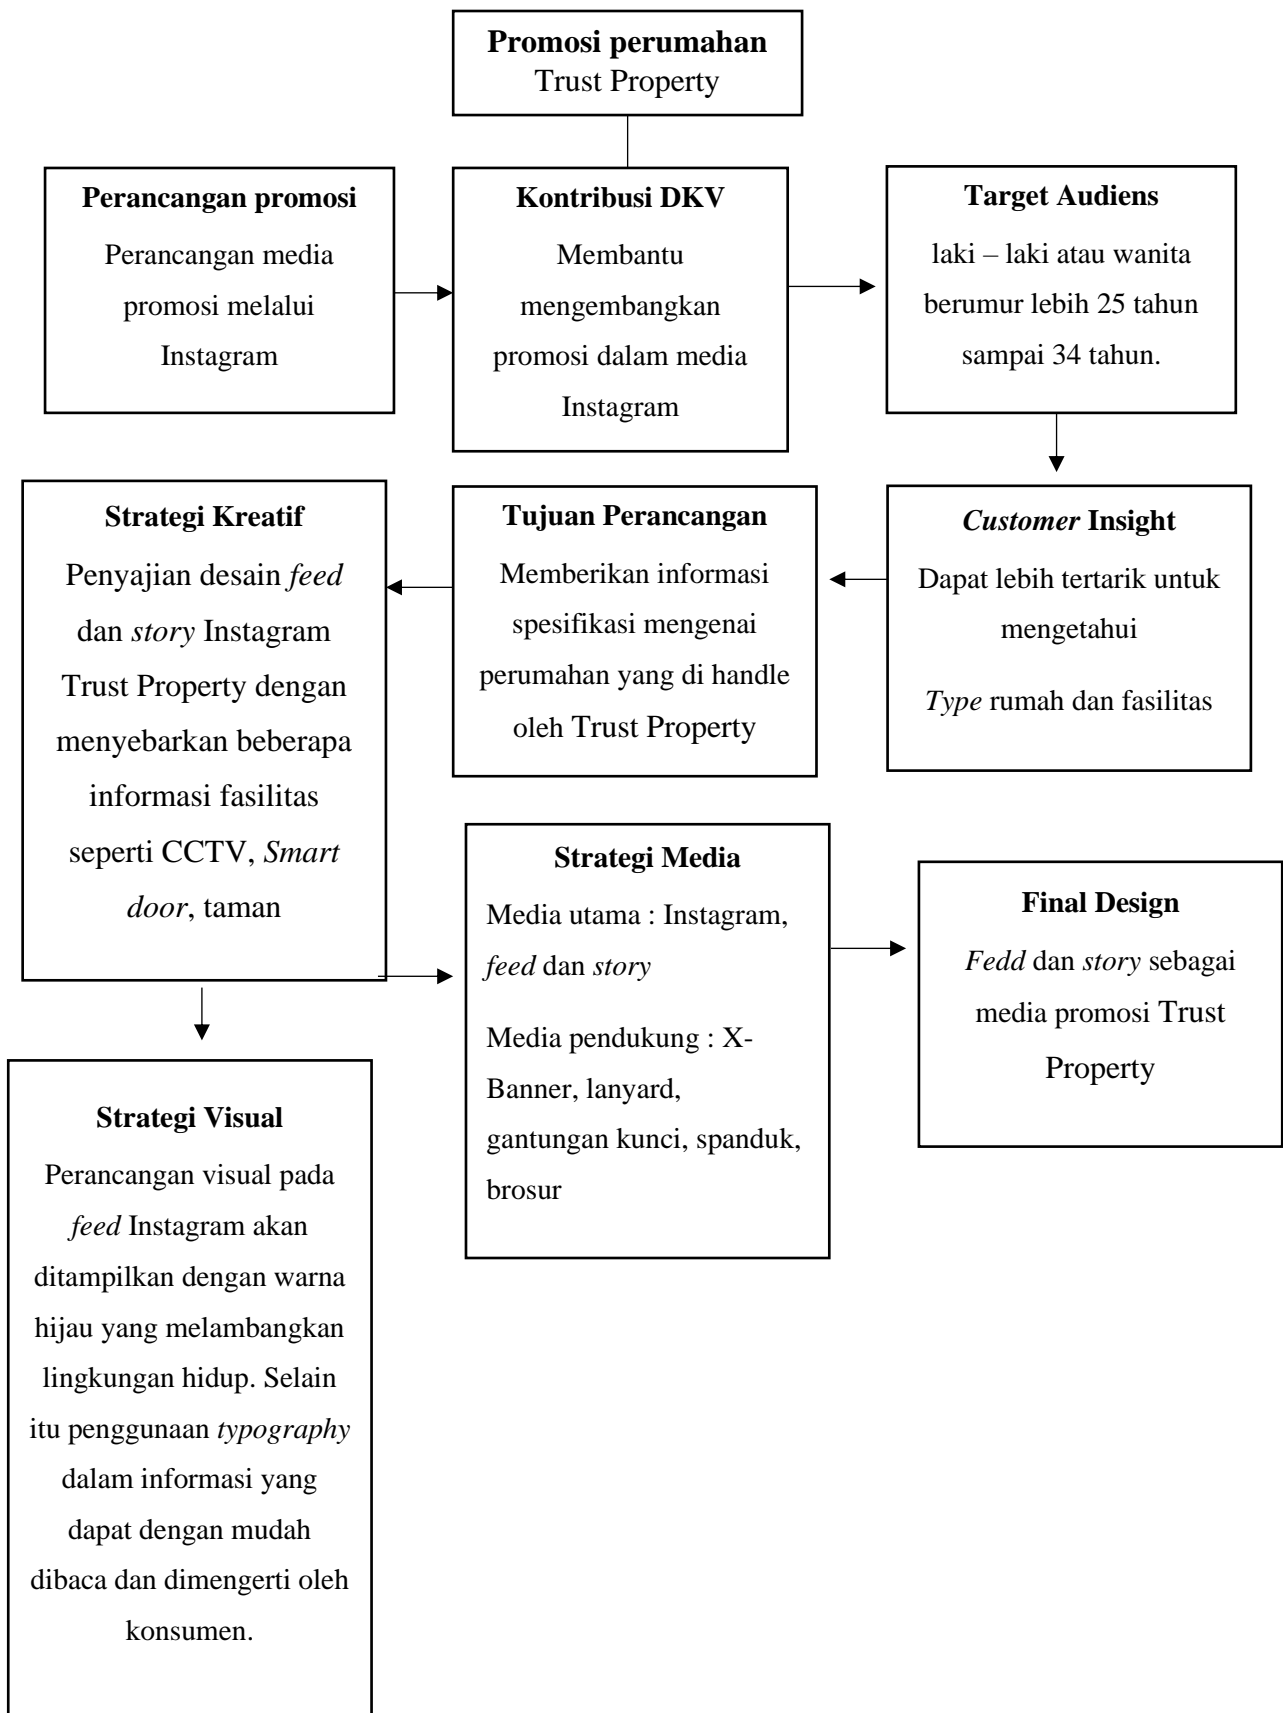 Promosi perumahan
Trust Property
Perancangan promosi
Perancangan media
promosi melalui
Instagram
Kontribusi DKV
Membantu
mengembangkan
promosi dalam media
Instagram
Target Audiens
laki – laki atau wanita
berumur lebih 25 tahun
sampai 34 tahun.
Customer Insight
Dapat lebih tertarik untuk
mengetahui
Type rumah dan fasilitas
Tujuan Perancangan
Memberikan informasi
spesifikasi mengenai
perumahan yang di handle
oleh Trust Property
Strategi Kreatif
Penyajian desain feed
dan story Instagram
Trust Property dengan
menyebarkan beberapa
informasi fasilitas
seperti CCTV, Smart
door, taman
Strategi Visual
Perancangan visual pada
feed Instagram akan
ditampilkan dengan warna
hijau yang melambangkan
lingkungan hidup. Selain
itu penggunaan typography
dalam informasi yang
dapat dengan mudah
dibaca dan dimengerti oleh
konsumen.
Strategi Media
Media utama : Instagram,
feed dan story
Media pendukung : X-
Banner, lanyard,
gantungan kunci, spanduk,
brosur
Final Design
Fedd dan story sebagai
media promosi Trust
Property